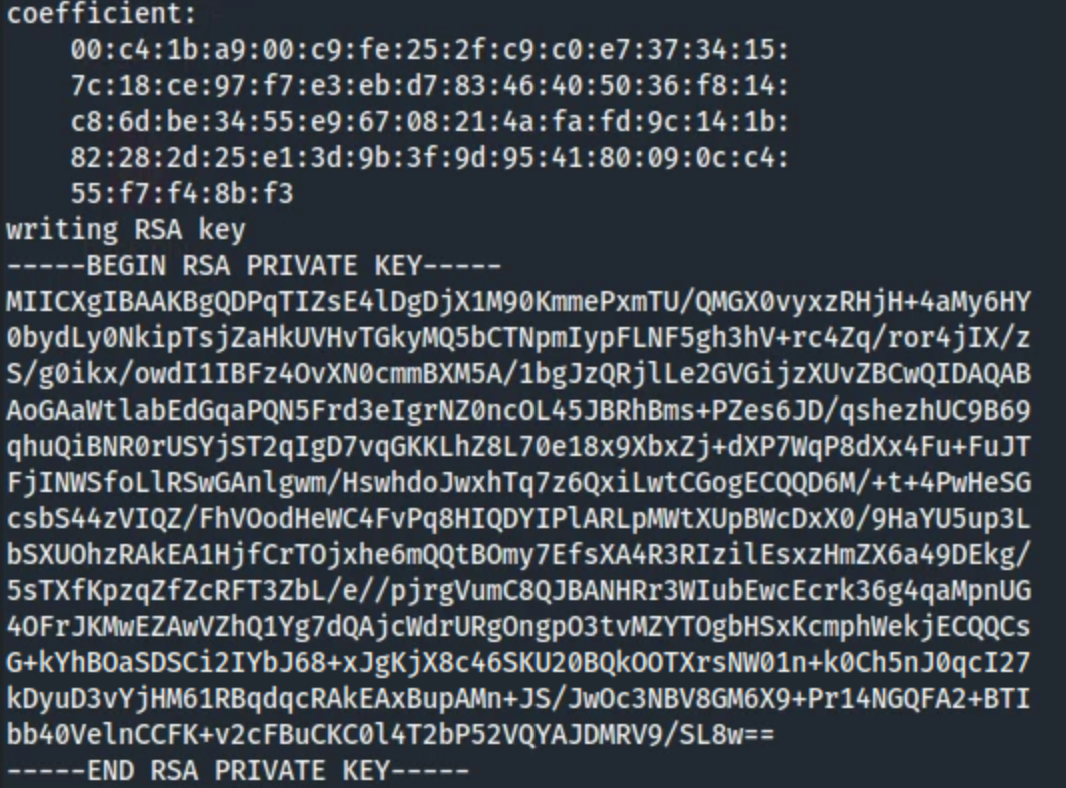 coefficient:
00:c4:1b:a9:00:c9:fe:25:2f:c9:c0:e7:37:34:15:
7c:18:ce:97:f7:e3:eb:d7:83:46:40:50:36:f8:14:
c8:6d:be:34:55:e9:67:08:21:4a:fa:fd:9c:14:1b:
82:28:2d:25:e1:3d:9b:3f:9d:95:41:80:09:0c:c4:
55:f7:f4:8b:f3
writing RSA key
-----BEGIN RSA PRIVATE KEY-----
MIICXgIBAAKBgQDPqTIZsE4lDgDjX1M90KmmePxmTU/QMGX0vyxzRHjH+4aMy6HY
0bydLy0NkipTsjZaHkUVHvTGkyMQ5bCTNpmIypFLNF5gh3hV+rc4Zq/ror4jIX/z
S/g0ikx/owdI1IBFz4OvXN0cmmBXM5A/1bgJzQRjlLe2GVGijzXUvZBCwQIDAQAB
AoGAaWtlabEdGqaPQN5Frd3eIgrNZ0ncOL45JBRhBms+PZes6JD/qshezhUC9B69
qhuQiBNR0rUSYjST2qIgD7vqGKKLhZ8L70e18x9XbxZj+dXP7WqP8dXx4Fu+FuJT
FjINWSfoLlRSwGAnlgwm/HswhdoJwxhTq7z6QxiLwtCGogECQQD6M/+t+4PwHeSG
csbS44zVIQZ/FhVOodHeWC4FvPq8HIQDYIPlARLpMWtXUpBWcDxX0/9HaYU5up3L
bSXUOhzRAkEA1HjfCrTOjxhe6mQQtBOmy7EfsXA4R3RIzilEsxzHmZX6a49DEkg/
5sTXfKpzqZfZcRFT3ZbL/e//pjrgVumC8QJBANHRr3WIubEwcEcrk36g4qaMpnUG
4OFrJKMwEZAwVZhQ1Yg7dQAjcWdrURgOngpO3tvMZYTOgbHSxKcmphWekjECQQCs
G+kYhBOaSDSCi2IYbJ68+xJgKjX8c46SKU20BQkOOTXrsNW01n+k0Ch5nJ0qcI27
kDyuD3vYjHM61RBqdqcRAkEAxBupAMn+JS/JwOc3NBV8GM6X9+Pr14NGQFA2+BTI
bb40VelnCCFK+v2cFBuCKC0l4T2bP52VQYAJDMRV9/SL8w==
-----END RSA PRIVATE KEY-----